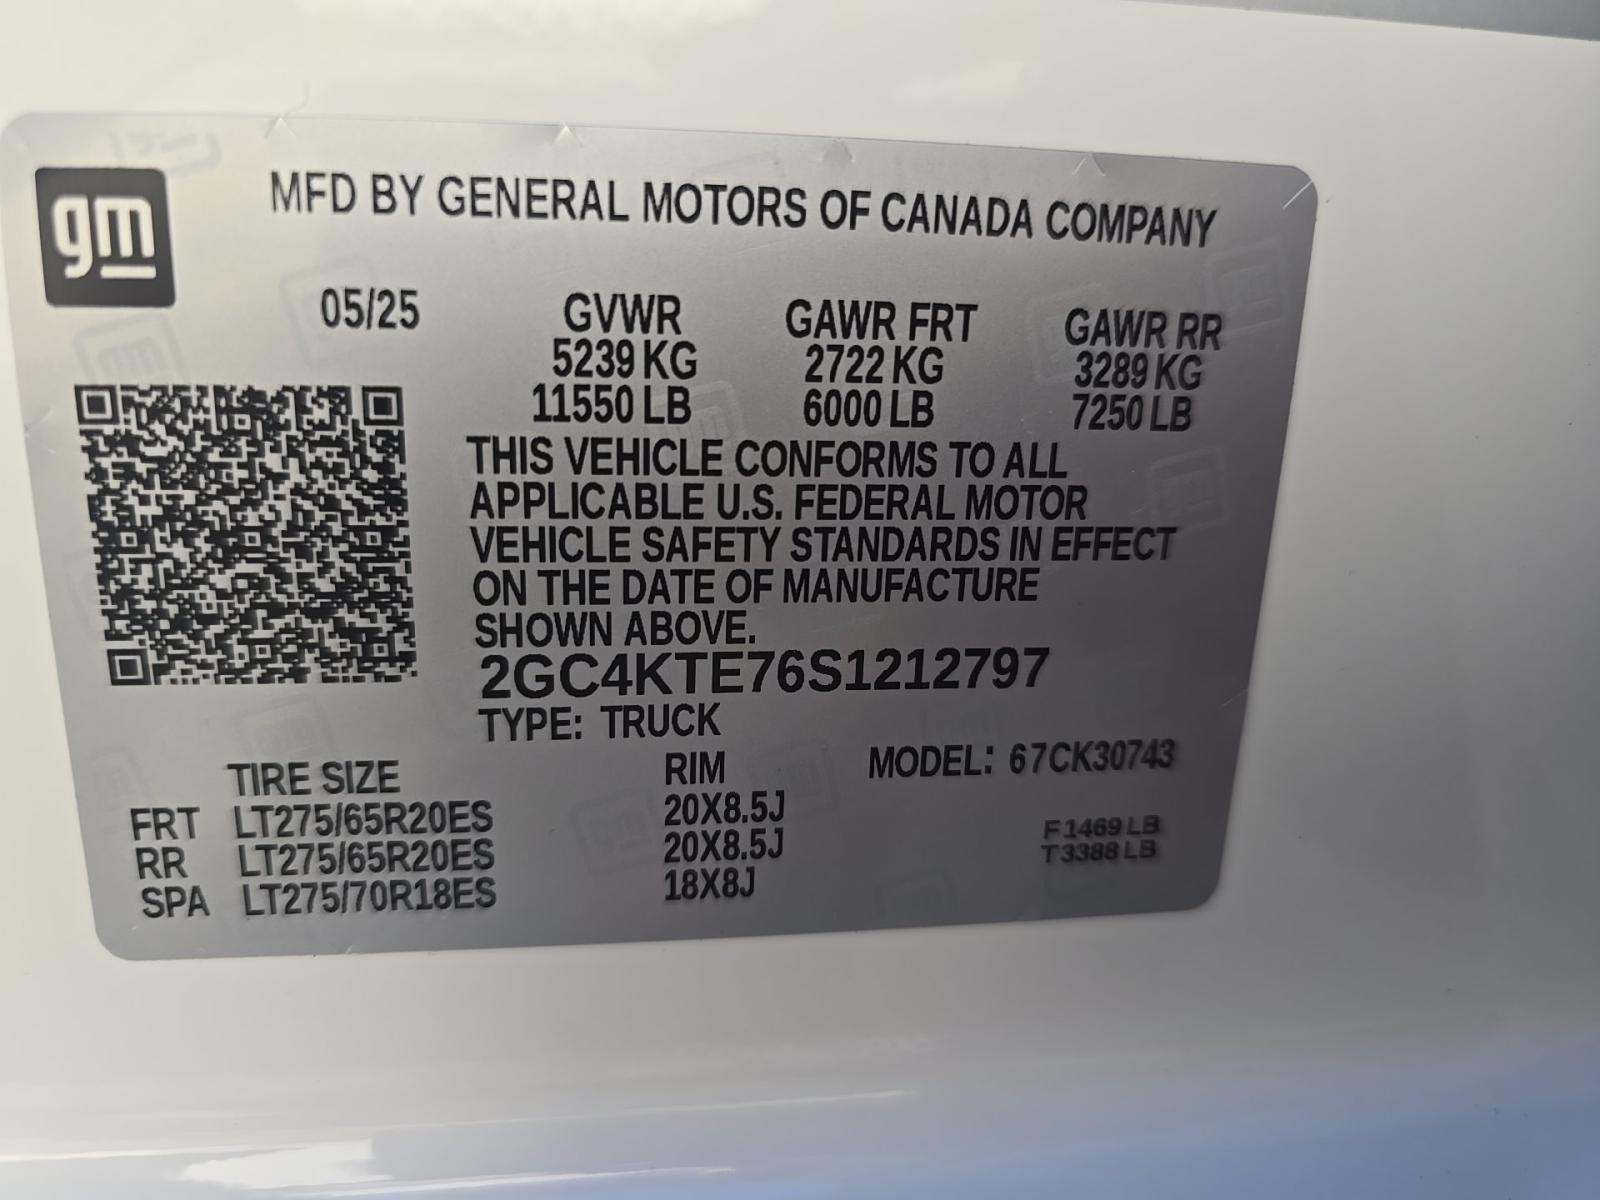 gm
MFD BY GENERAL MOTORS OF CANADA COMPANY
05/25 GVWR GAWR FRT GAWR RR
5239 KG 2722 KG 3289 KG
11550 LB 6000 LB 7250 LB
THIS VEHICLE CONFORMS TO ALL
APPLICABLE U.S. FEDERAL MOTOR
VEHICLE SAFETY STANDARDS IN EFFECT
ON THE DATE OF MANUFACTURE
SHOWN ABOVE.
2GC4KTE76S1212797
TYPE: TRUCK
TIRE SIZE RIM MODEL: 67CK30743
FRT LT275/65R20ES 20X8.5J
RR LT275/65R20ES 20X8.5J
SPA LT275/70R18ES 18X8J
F1469 LB
T3388 LB